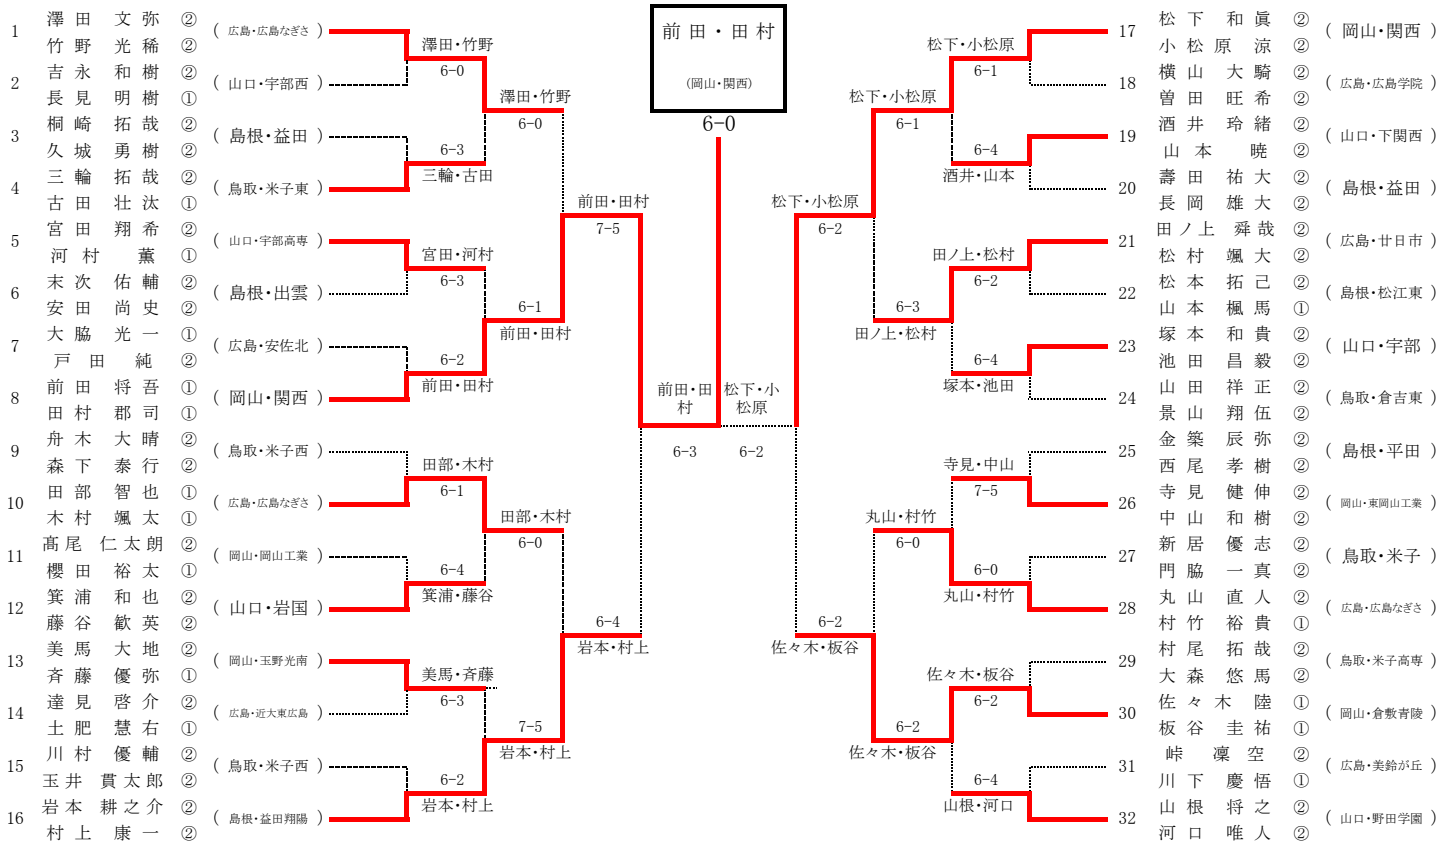 前田・田村
(岡山・関西)
6-0
1 澤田 文弥 ② (広島・広島なぎさ)
竹野 光稀 ②
2 吉永 和樹 ② (山口・宇部西)
長見 明樹 ①
3 桐崎 拓哉 ② (島根・益田)
久城 勇樹 ②
4 三輪 拓哉 ② (鳥取・米子東)
古田 壮汰 ①
5 宮田 翔希 ② (山口・宇部高専)
河村 薫 ①
6 末次 佑輔 ② (島根・出雲)
安田 尚史 ②
7 大脇 光一 ① (広島・安佐北)
戸田 純 ②
8 前田 将吾 ① (岡山・関西)
田村 郡司 ①
9 舟木 大晴 ② (鳥取・米子西)
森下 泰行 ②
10 田部 智也 ① (広島・広島なぎさ)
木村 颯太 ①
11 髙尾 仁太朗 ② (岡山・岡山工業)
櫻田 裕太 ①
12 箕浦 和也 ② (山口・岩国)
藤谷 歓英 ②
13 美馬 大地 ② (岡山・玉野光南)
斉藤 優弥 ①
14 達見 啓介 ② (広島・近大東広島)
土肥 慧右 ①
15 川村 優輔 ② (鳥取・米子西)
玉井 貫太郎 ②
16 岩本 耕之介 ② (島根・益田翔陽)
村上 康一 ②
澤田・竹野
6-0
6-3
三輪・古田
宮田・河村
6-3
6-2
前田・田村
田部・木村
6-1
6-4
箕浦・藤谷
美馬・斉藤
6-3
6-2
岩本・村上
澤田・竹野
6-0
6-1
前田・田村
田部・木村
6-0
7-5
岩本・村上
前田・田村
7-5
6-4
岩本・村上
前田・田
村
6-3
松下・小
松原
6-2
松下・小松原
6-2
6-2
佐々木・板谷
松下・小松原
6-1
6-3
田ノ上・松村
丸山・村竹
6-0
6-2
佐々木・板谷
松下・小松原
6-1
6-4
酒井・山本
田ノ上・松村
6-2
6-4
塚本・池田
寺見・中山
7-5
6-0
丸山・村竹
佐々木・板谷
6-2
6-4
山根・河口
17 松下 和眞 ② (岡山・関西)
小松原 涼 ②
18 横山 大騎 ② (広島・広島学院)
曽田 旺希 ②
19 酒井 玲緒 ② (山口・下関西)
山本 暁 ②
20 壽田 祐大 ② (島根・益田)
長岡 雄大 ②
21 田ノ上 舜哉 ② (広島・廿日市)
松村 颯大 ②
22 松本 拓己 ② (島根・松江東)
山本 楓馬 ①
23 塚本 和貴 ② (山口・宇部)
池田 昌毅 ②
24 山田 祥正 ② (鳥取・倉吉東)
景山 翔伍 ②
25 金築 辰弥 ② (島根・平田)
西尾 孝樹 ②
26 寺見 健伸 ② (岡山・東岡山工業)
中山 和樹 ②
27 新居 優志 ② (鳥取・米子)
門脇 一真 ②
28 丸山 直人 ② (広島・広島なぎさ)
村竹 裕貴 ①
29 村尾 拓哉 ② (鳥取・米子高専)
大森 悠馬 ②
30 佐々木 陸 ① (岡山・倉敷青陵)
板谷 圭祐 ①
31 峠 凜空 ② (広島・美鈴が丘)
川下 慶悟 ①
32 山根 将之 ② (山口・野田学園)
河口 唯人 ②